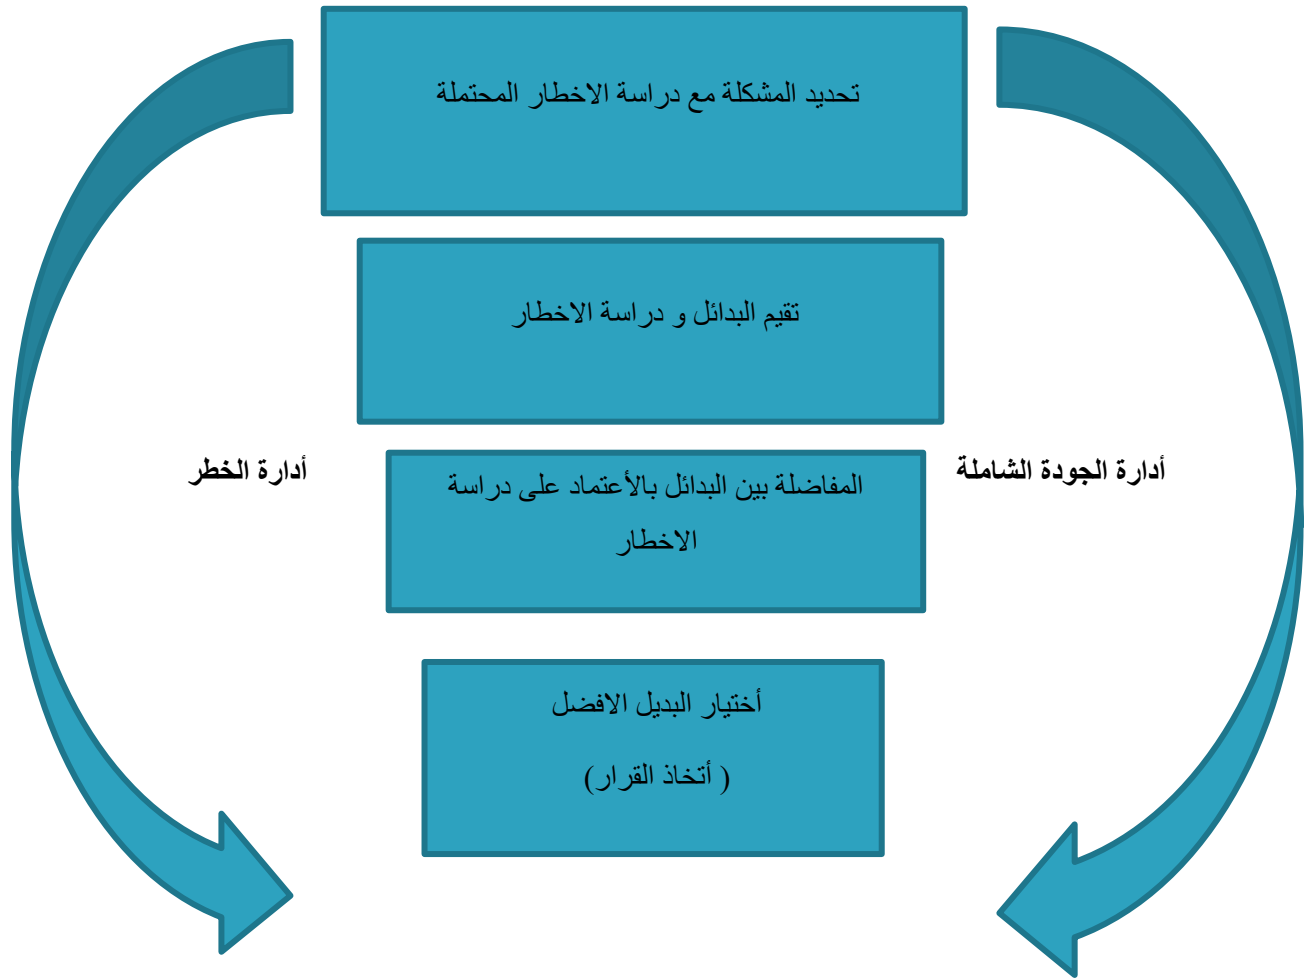 تحديد المشكلة مع دراسة الاخطار المحتملة
تقيم البدائل و دراسة الاخطار
أدارة الجودة الشاملة
المفاضلة بين البدائل بالأعتماد على دراسة
الاخطار
أدارة الخطر
أختيار البديل الافضل
( أتخاذ القرار)